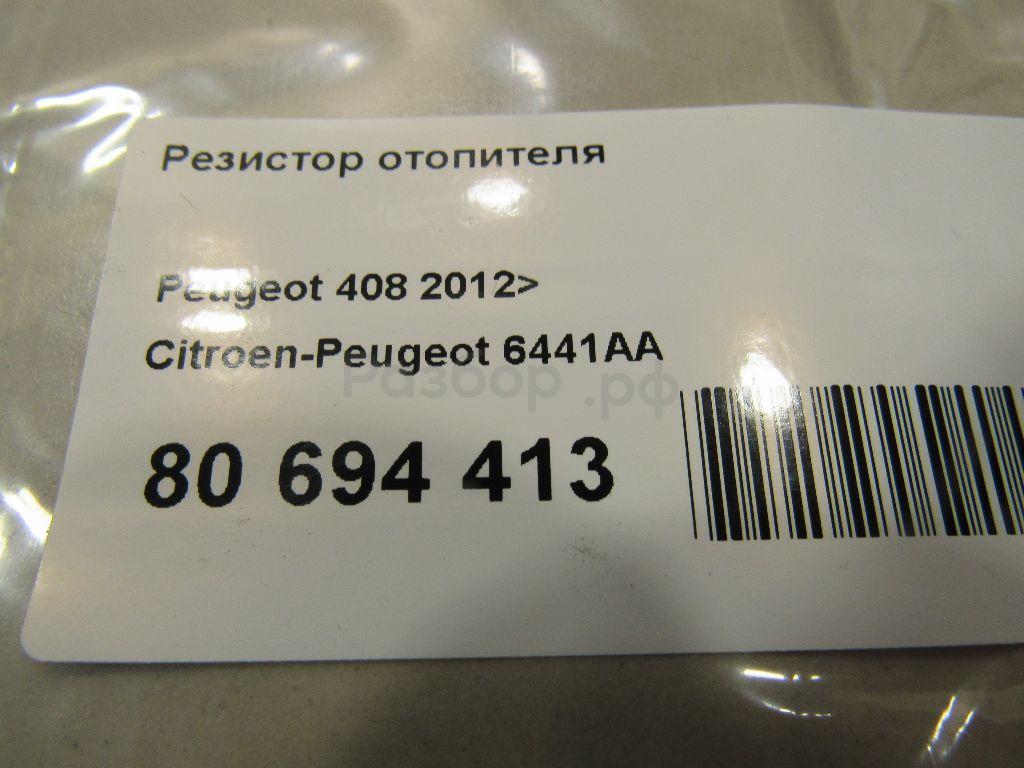 Резистор отопителя
Peugeot 408 2012>
Citroen-Peugeot 6441AA
Разбор.рф
80 694 413